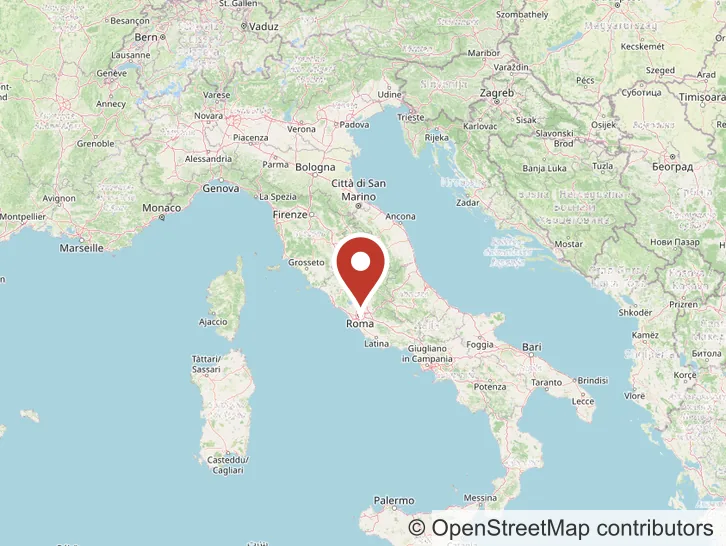 St.Gallen
Szombathely
Besançon
Bern
Vaduz
Kecskemét
Lausanne
Maribor
Szeged
Arad
Genève
Varaždin
Pécs
Udine
Annecy
Varese
Zagreb
Суботица
Timișoara
Novara
Verona
Padova
Trieste
Karlovac
Sisak
Osijek
Piacenza
Rijeka
Slavonski
Brod
Grenoble
Alessandria
Parma
Bologna
Београд
Banja Luka
Tuzla
Genova
La Spezia
Città di San
Marino
Avignon
Zadar
Montpellier
Monaco
Firenze
Ancona
Marseille
Mostar
Нови Пазар
Grosseto
Prizren
Shkodër
Ajaccio
Roma
Kamëz
Latina
Giugliano
in Campania
Foggia
Bari
Битола
Tàttari/
Sassari
Potenza
Taranto
Brindisi
Lecce
Vlorë
Casteddu/
Cagliari
Palermo
Messina
© OpenStreetMap contributors